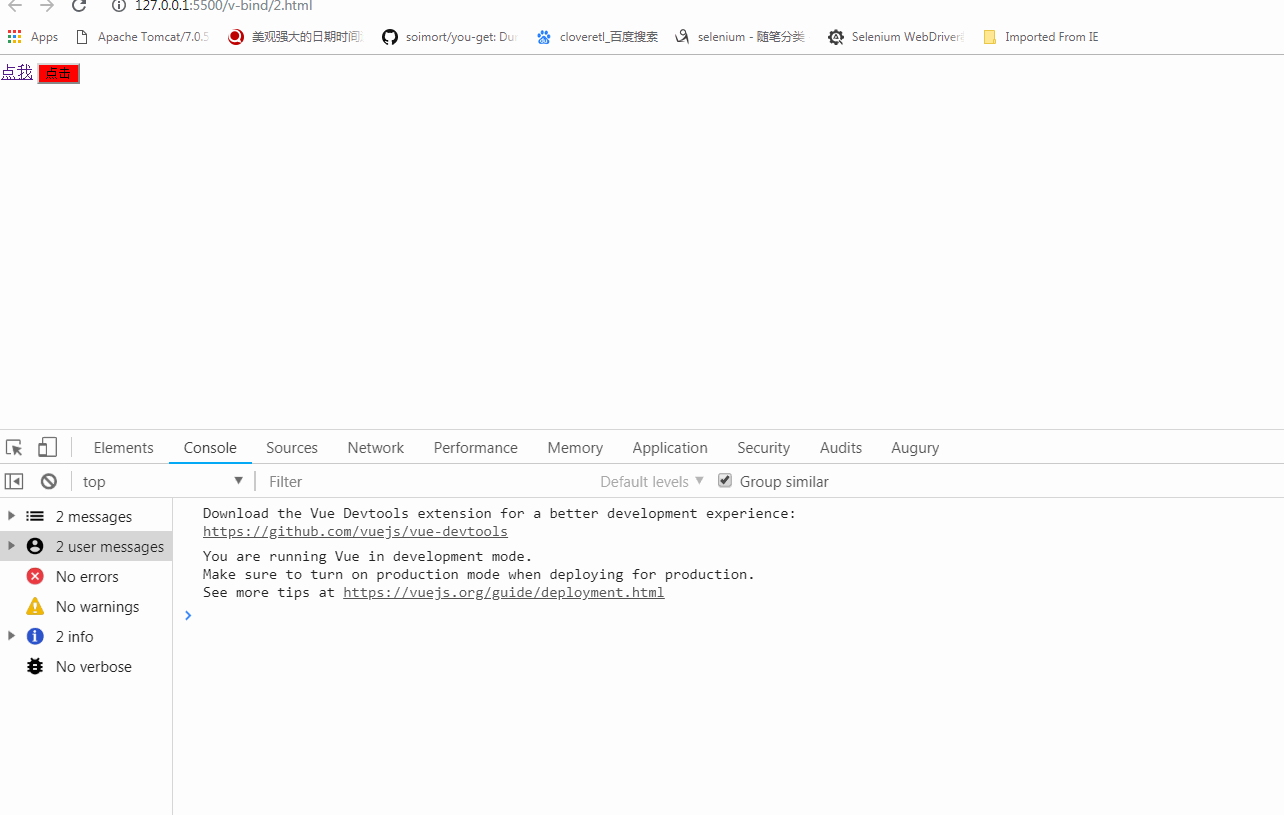 127.0.0.1:5500/v-bind/2.html
Apps Apache Tomcat/7.0.5 美观强大的日期时间 soimort/you-get: Du cloveretl_百度搜索 selenium - 随笔分类 Selenium WebDriver Imported From IE
点我 点击
Elements Console Sources Network Performance Memory Application Security Audits Augury
top Filter Default levels Group similar
2 messages
2 user messages
No errors
No warnings
2 info
No verbose
Download the Vue Devtools extension for a better development experience:
https://github.com/vuejs/vue-devtools
You are running Vue in development mode.
Make sure to turn on production mode when deploying for production.
See more tips at https://vuejs.org/guide/deployment.html